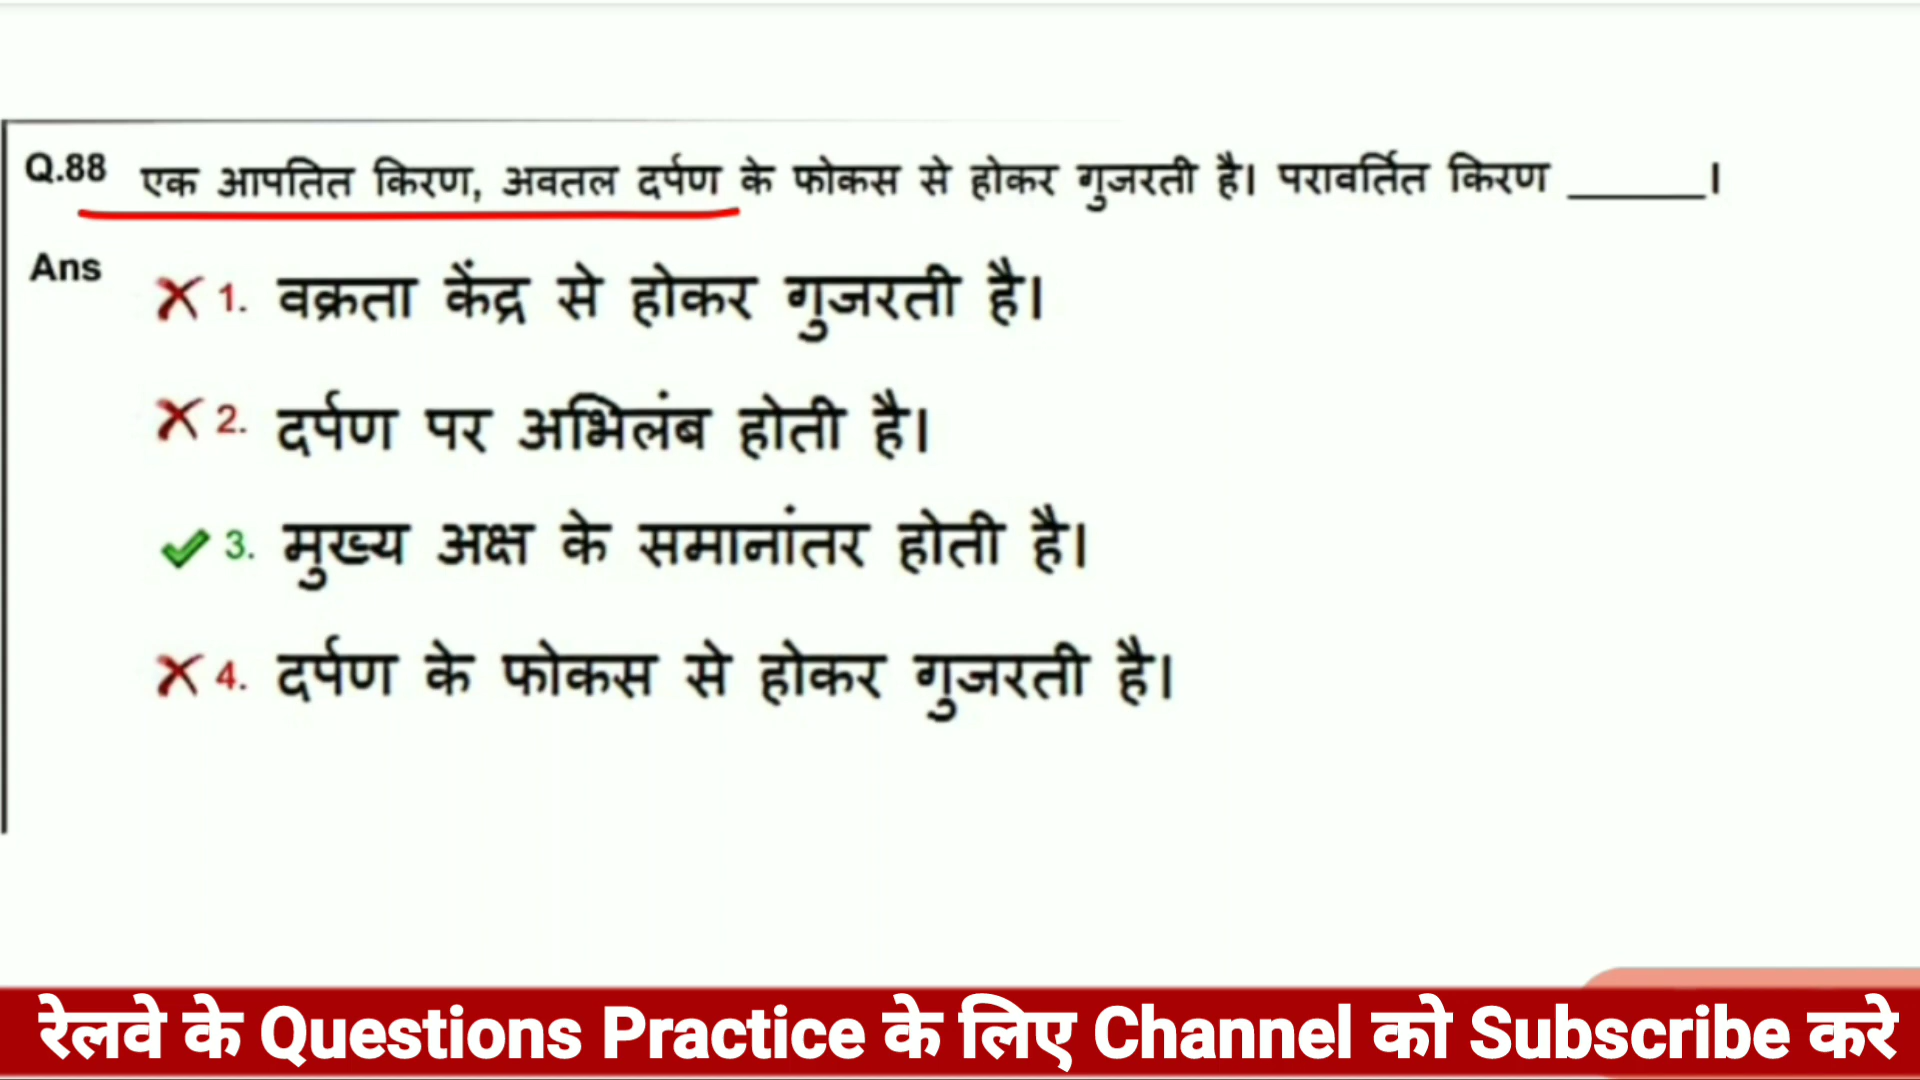 Q.88 एक आपतित किरण, अवतल दर्पण के फोकस से होकर गुजरती है। परावर्तित किरण ______।
Ans
1. वक्रता केंद्र से होकर गुजरती है।
2. दर्पण पर अभिलंब होती है।
3. मुख्य अक्ष के समानांतर होती है।
4. दर्पण के फोकस से होकर गुजरती है।
रेलवे के Questions Practice के लिए Channel को Subscribe करे